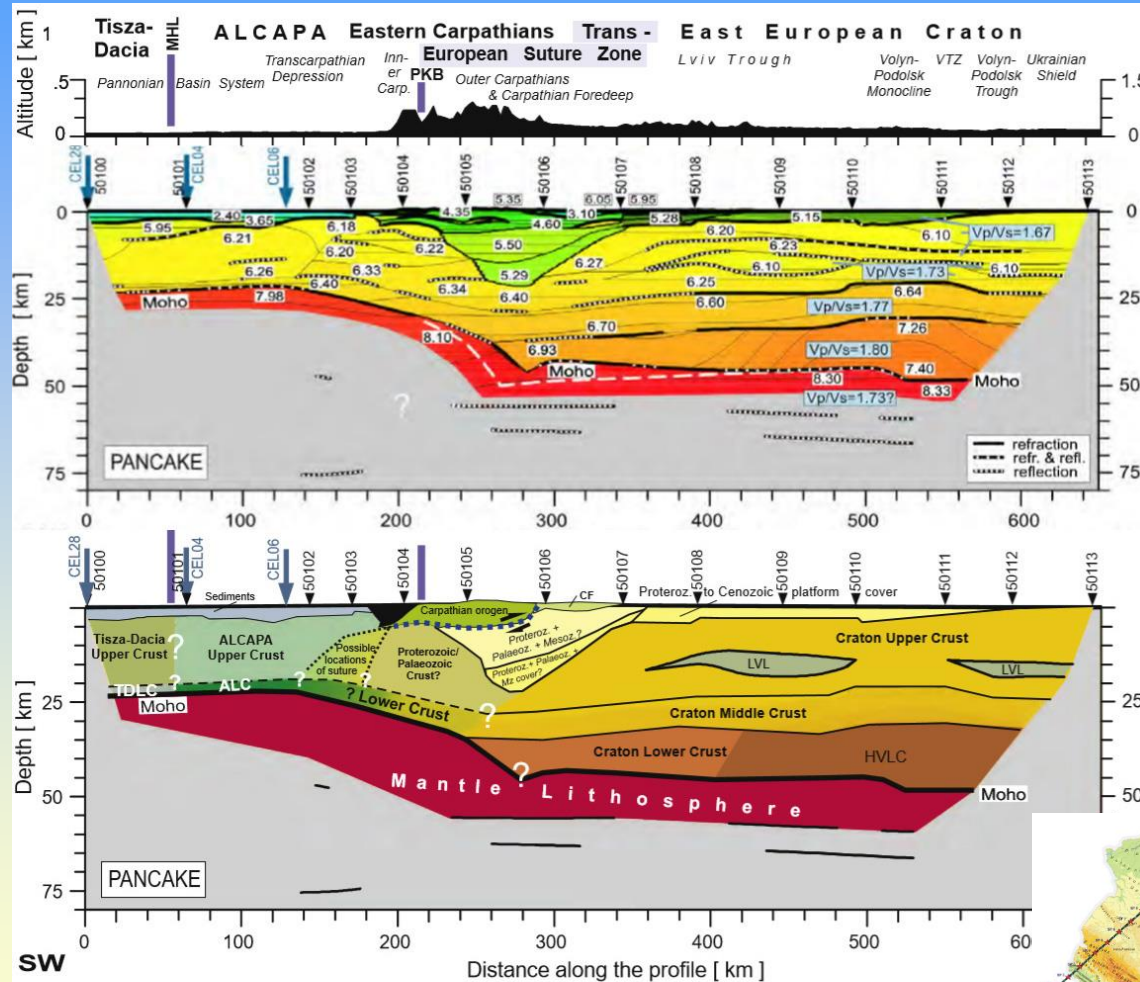 Tisza-
Dacia
MHL
ALCAPA Eastern Carpathians Trans -
European Suture Zone
East European Craton
Pannonian Basin System
Transcarpathian
Depression
Inn-
er
Carp.
PKB
Outer Carpathians
& Carpathian Foredeep
Lviv Trough
Volyn-
Podolsk
Monocline
VTZ
Volyn-
Podolsk
Trough
Ukrainian
Shield
Altitude [ km ]
1
.5
0
1.5
0
CEL28
50100
50101
CEL04
CEL06
50102
50103
50104
50105
50106
50107
50108
50109
50110
50111
50112
50113
5.35 6.05 5.95
2.40 3.65 4.35 3.10 4.60 5.28 5.15
5.95 6.21 6.18 6.22 5.50 6.20 6.23 6.10 Vp/Vs=1.67
6.20 6.27
6.26 6.33 5.29 6.10 Vp/Vs=1.73 6.10
6.40 6.34 6.40 6.25 6.64
Moho 7.98 6.60 Vp/Vs=1.77
8.10 6.70 7.26
6.93 Vp/Vs=1.80
Moho 7.40
8.30 8.33 Moho
Vp/Vs=1.73?
?
refraction
refr. & refl.
reflection
PANCAKE
Depth [ km ]
0
25
50
75
0
25
50
75
0 100 200 300 400 500 600
CEL28
50100
50101
CEL04
CEL06
50102
50103
50104
50105
50106
50107
50108
50109
50110
50111
50112
50113
Sediments
Carpathian orogen
CF
Proteroz. to Cenozoic platform cover
Tisza-Dacia
Upper Crust
?
ALCAPA
Upper Crust
Possible
locations
of suture
Proterozoic/
Palaeozoic
Crust?
Proteroz. +
Palaeoz. + Mesoz.?
Proteroz.+ Palaeoz. +
Mz cover?
Craton Upper Crust
LVL
LVL
TDLC
?
ALC
?
?
? Lower Crust
?
Moho
Craton Middle Crust
Craton Lower Crust
HVLC
?
Mantle Lithosphere
Moho
PANCAKE
Depth [ km ]
0
25
50
75
0
25
50
0 100 200 300 400 500 60
SW
Distance along the profile [ km ]